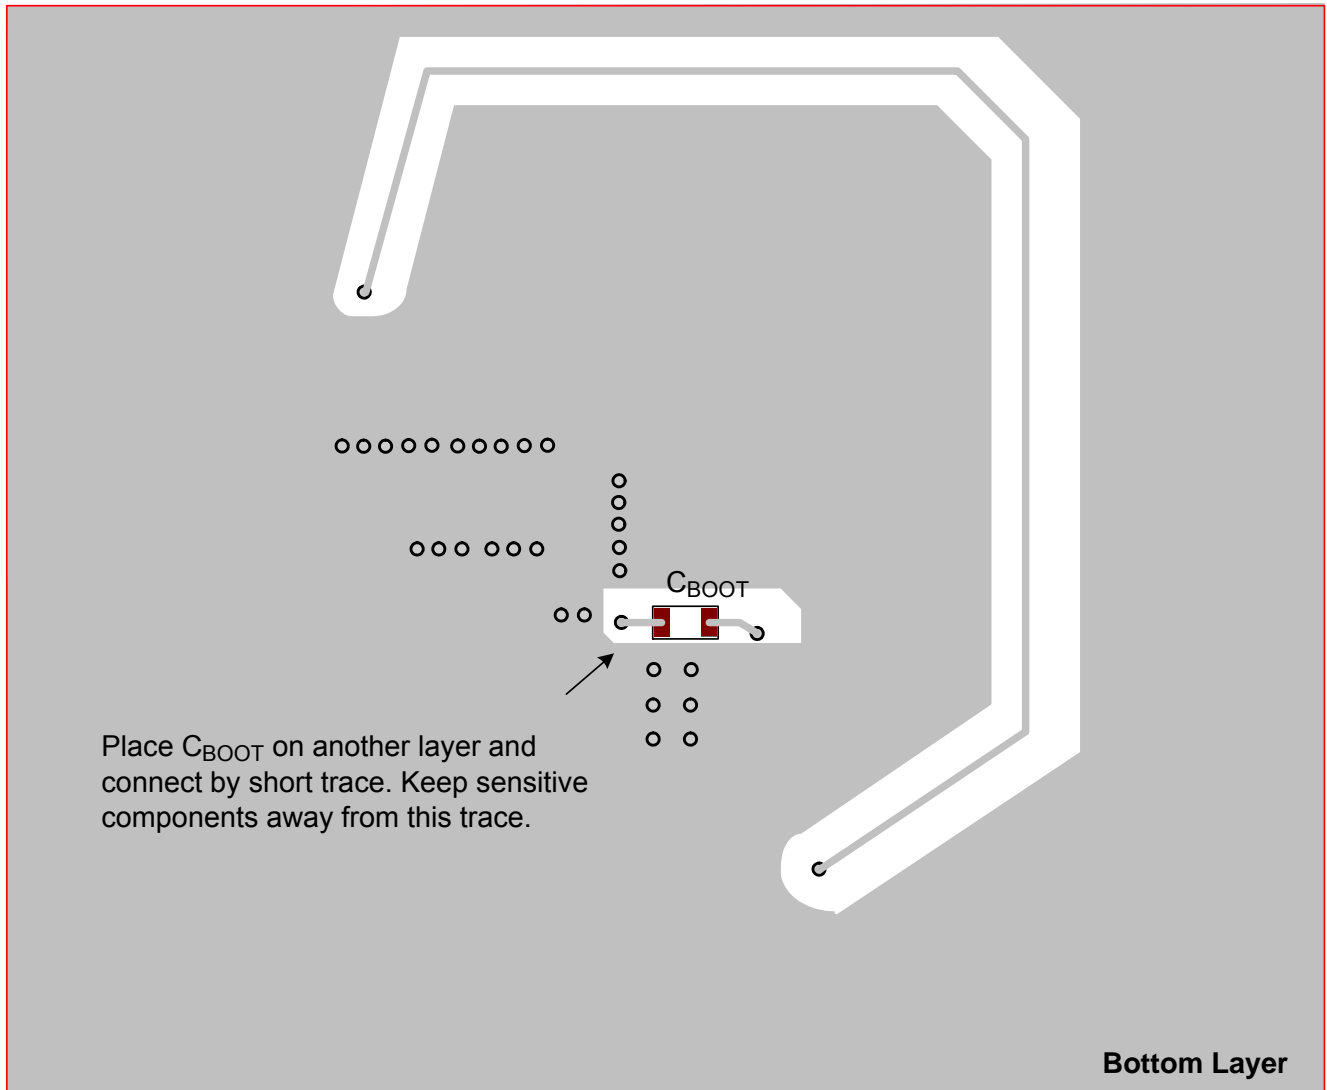 CBOOT
Place CBOOT on another layer and
connect by short trace. Keep sensitive
components away from this trace.
Bottom Layer